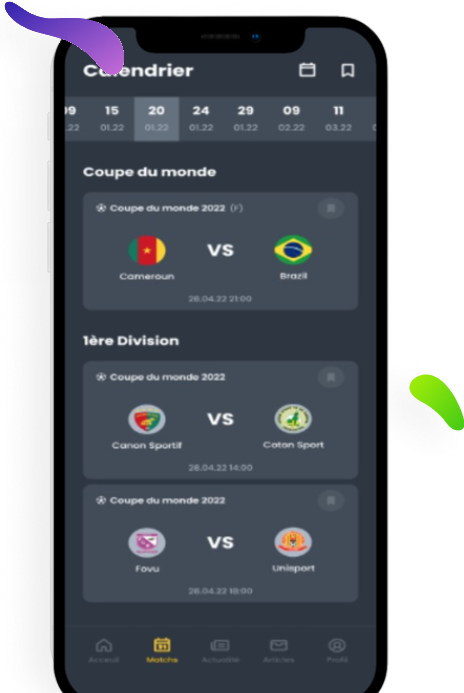 Calendrier
09 15 20 24 29 09 11
.22 01.22 01.22 01.22 01.22 02.22 03.22
Coupe du monde
Coupe du monde 2022 (F)
VS
Cameroun Brazil
28.04.22 21:00
1ère Division
Coupe du monde 2022
VS
Canon Sportif Coton Sport
28.04.22 14:00
Coupe du monde 2022
VS
Fovu Unisport
28.04.22 18:00
Acceuil Matchs Actualité Articles Profil